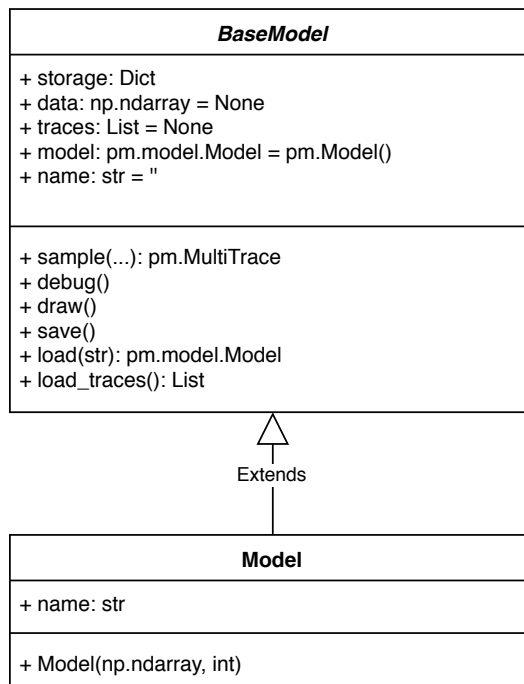 BaseModel
+ storage: Dict
+ data: np.ndarray = None
+ traces: List = None
+ model: pm.model.Model = pm.Model()
+ name: str = ''
+ sample(...): pm.MultiTrace
+ debug()
+ draw()
+ save()
+ load(str): pm.model.Model
+ load_traces(): List
Extends
Model
+ name: str
+ Model(np.ndarray, int)